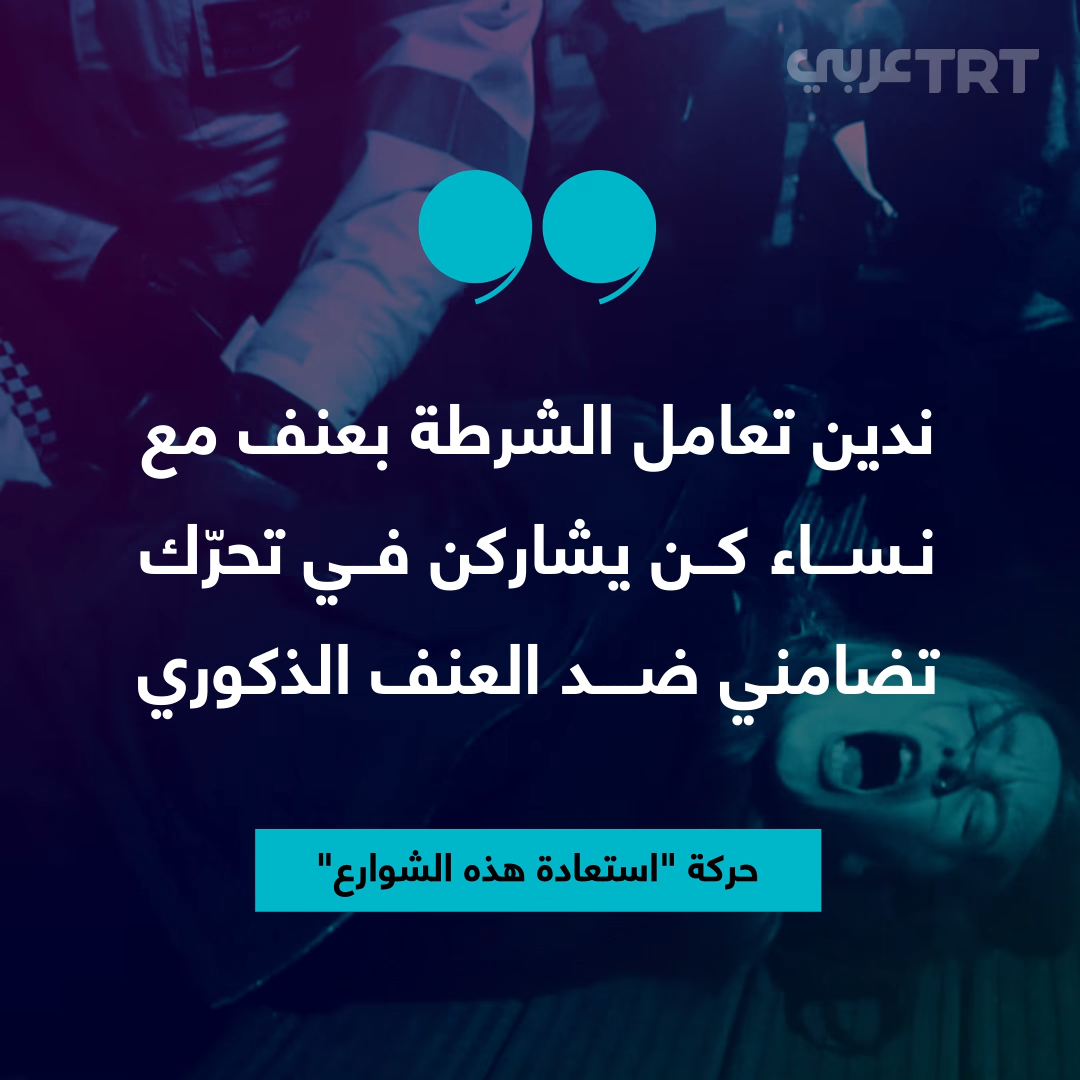 TRT عربي
ندين تعامل الشرطة بعنف مع
نساء كن يشاركن في تحرّك
تضامني ضد العنف الذكوري
حركة "استعادة هذه الشوارع"